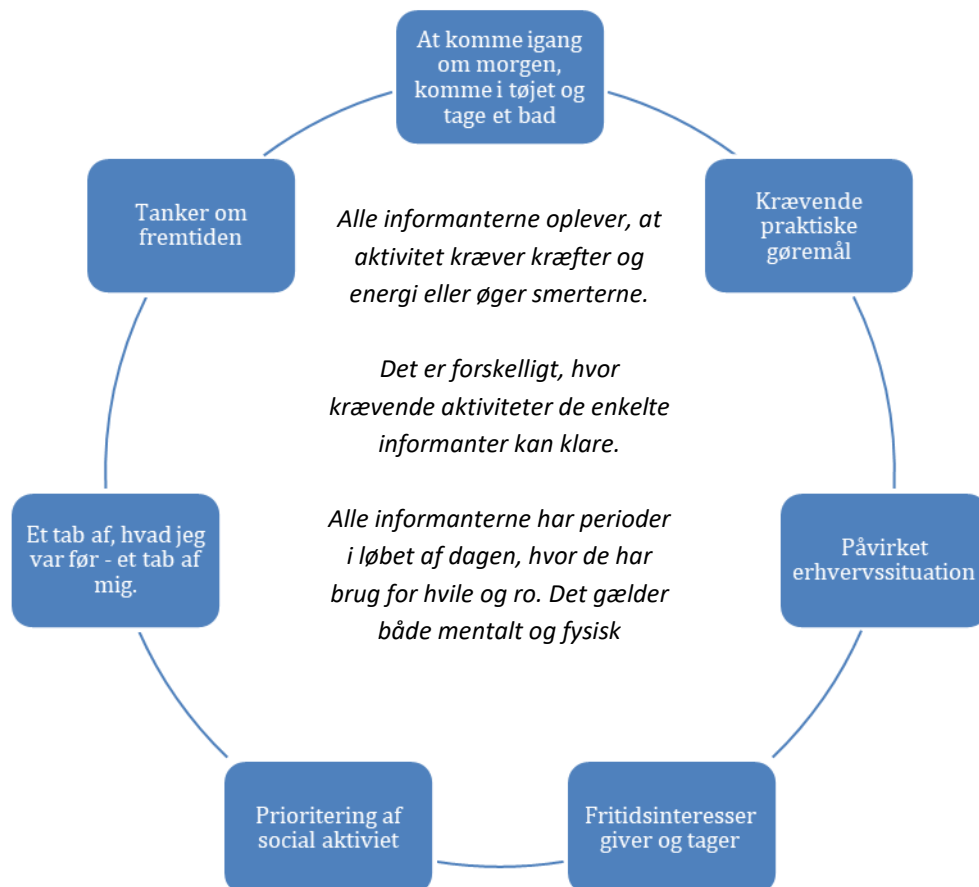 At komme igang
om morgen,
komme i tøjet og
tage et bad
Krævende
praktiske
gøremål
Påvirket
erhvervssituation
Fritidsinteresser
giver og tager
Prioritering af
social aktiviet
Et tab af, hvad jeg
var før - et tab af
mig.
Tanker om
fremtiden
Alle informanterne oplever, at
aktivitet kræver kræfter og
energi eller øger smerterne.
Det er forskelligt, hvor
krævende aktiviteter de enkelte
informanter kan klare.
Alle informanterne har perioder
i løbet af dagen, hvor de har
brug for hvile og ro. Det gælder
både mentalt og fysisk